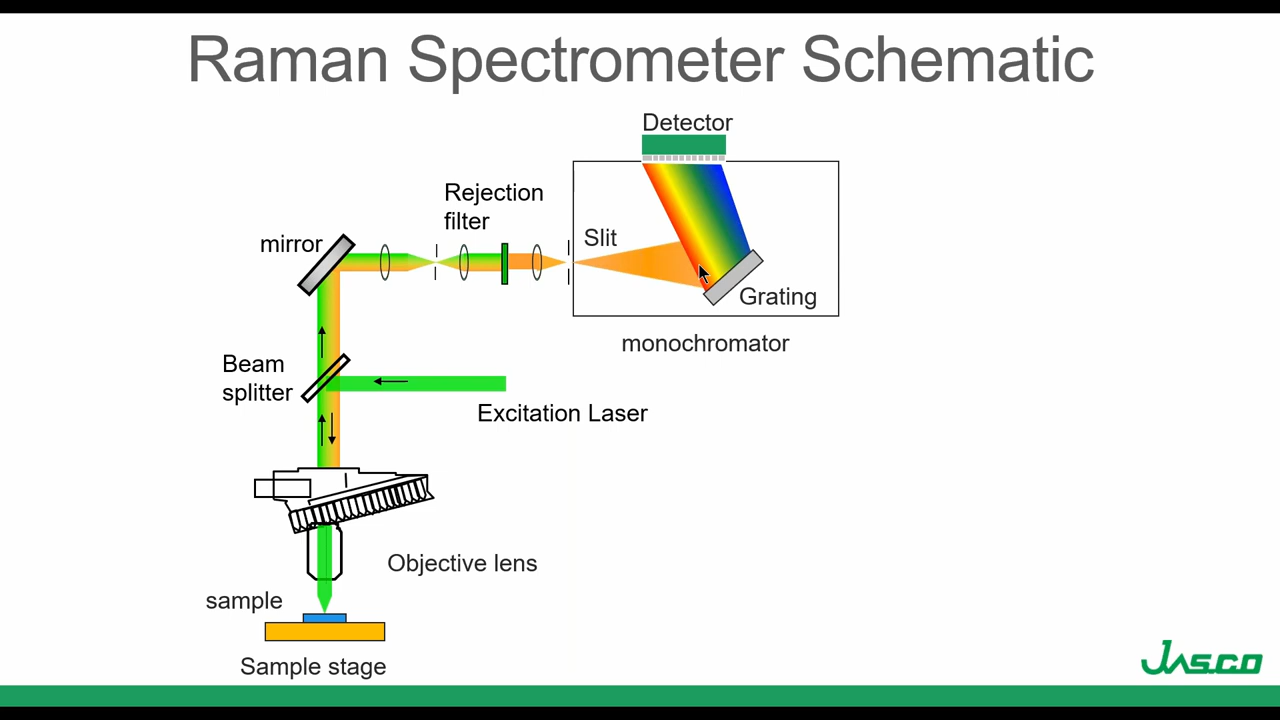 Raman Spectrometer Schematic
Detector
Rejection
filter
mirror
Slit
Grating
monochromator
Beam
splitter
Excitation Laser
Objective lens
sample
Sample stage
JASCO